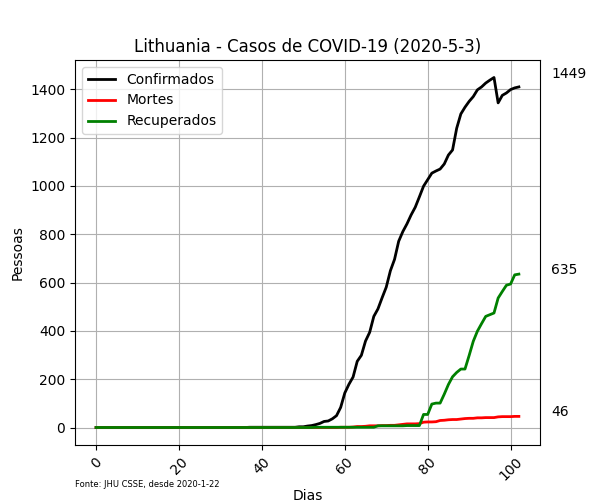 Lithuania - Casos de COVID-19 (2020-5-3)
Confirmados
Mortes
Recuperados
1449
635
46
Pessoas
1400
1200
1000
800
600
400
200
0
0
20
40
60
80
100
Fonte: JHU CSSE, desde 2020-1-22
Dias